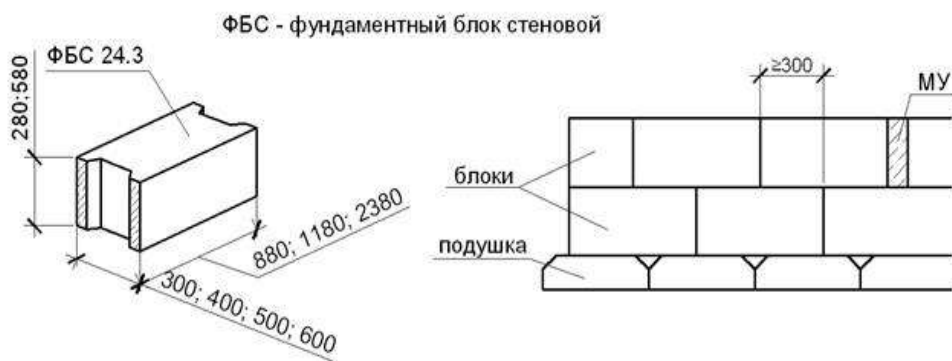 ФБС - фундаментный блок стеновой
ФБС 24.3
280;580
880; 1180; 2380
300; 400; 500; 600
≥300
МУ
блоки
подушка